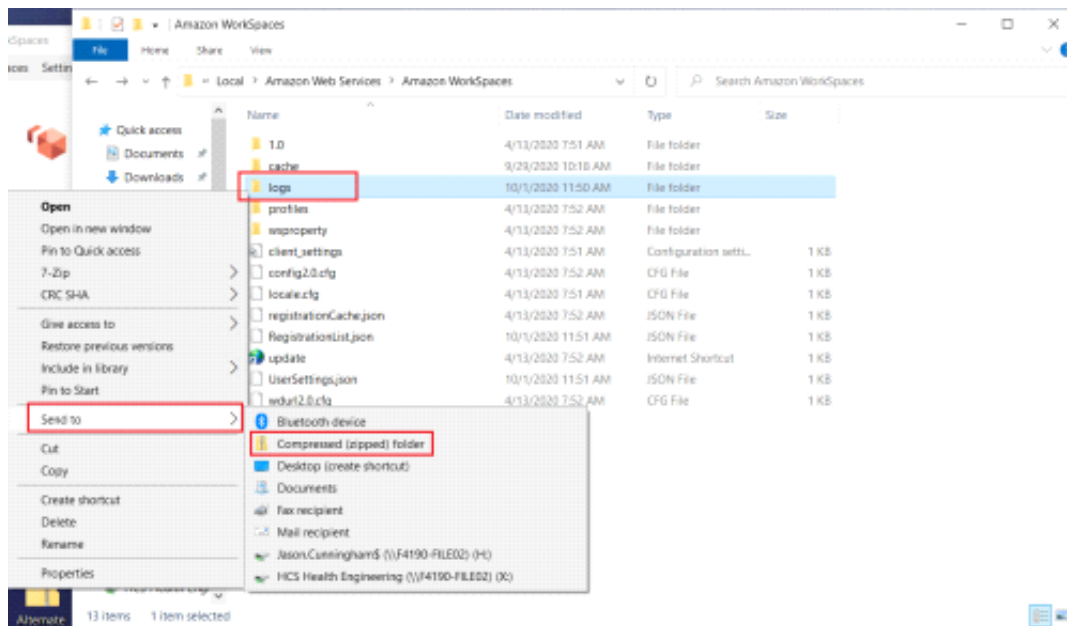 Amazon WorkSpaces
File Home Share View
Settin
Local > Amazon Web Services > Amazon WorkSpaces
Search Amazon WorkSpaces
Name Date modified Type Size
Quick access
Documents
Downloads
1.0 4/13/2020 7:51 AM File folder
cache 9/29/2020 10:18 AM File folder
logs 10/1/2020 11:50 AM File folder
profiles 4/13/2020 7:52 AM File folder
wsproperty 4/13/2020 7:52 AM File folder
client_settings 4/13/2020 7:51 AM Configuration setti... 1 KB
config2.0.cfg 4/13/2020 7:52 AM CFG File 1 KB
locale.cfg 4/13/2020 7:51 AM CFG File 1 KB
registrationCache.json 4/13/2020 7:52 AM JSON File 1 KB
RegistrationList.json 10/1/2020 11:51 AM JSON File 1 KB
update 4/13/2020 7:52 AM Internet Shortcut 1 KB
UserSettings.json 10/1/2020 11:51 AM JSON File 1 KB
wdurl2.0.cfg 4/13/2020 7:52 AM CFG File 1 KB
Open
Open in new window
Pin to Quick access
7-Zip
CRC SHA
Give access to
Restore previous versions
Include in library
Pin to Start
Send to
Cut
Copy
Create shortcut
Delete
Rename
Properties
Bluetooth device
Compressed (zipped) folder
Desktop (create shortcut)
Documents
Fax recipient
Mail recipient
Jason.Cunningham$ (\\F4190-FILE02) (H:)
HCS Health Engineering (\\F4190-FILE02) (X:)
Alternate
13 items 1 item selected